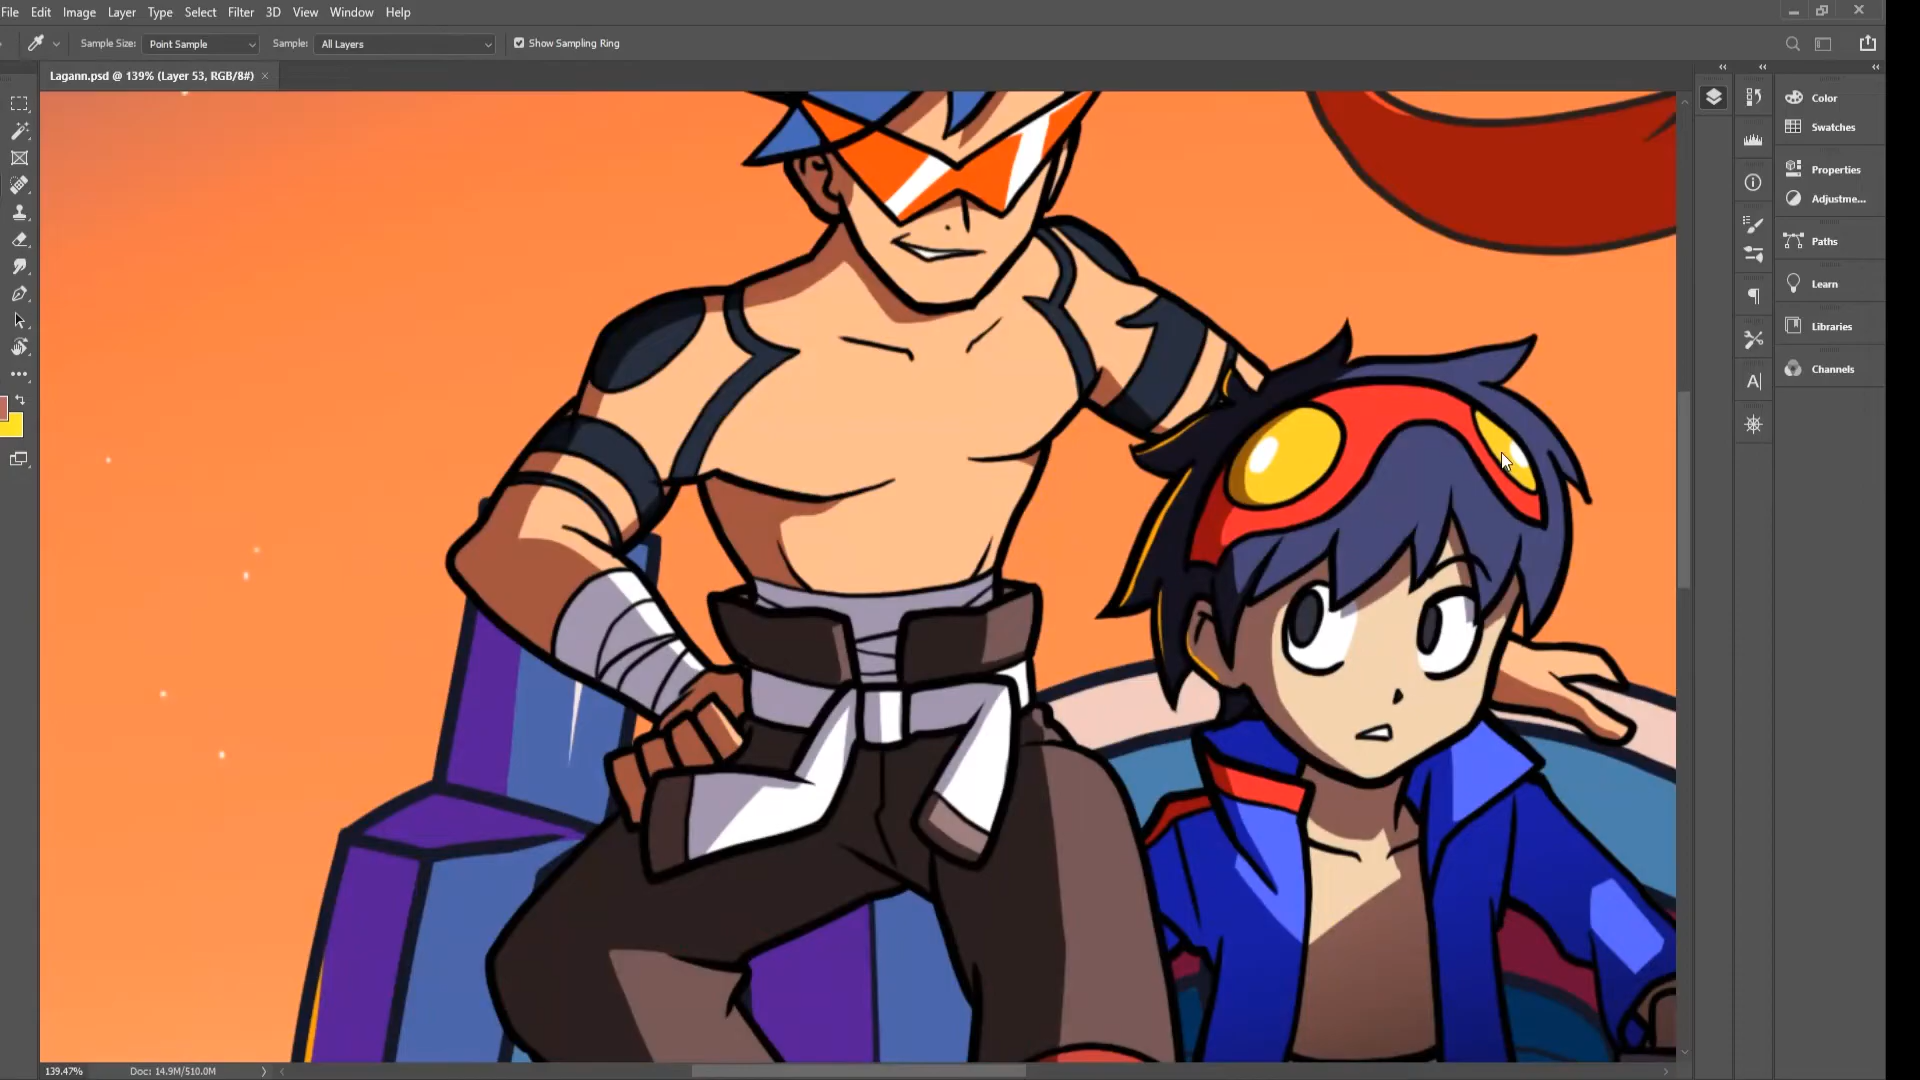 File Edit Image Layer Type Select Filter 3D View Window Help
Sample Size: Point Sample Sample: All Layers Show Sampling Ring
Lagann.psd @ 139% (Layer 53, RGB/8#) ×
Color
Swatches
Properties
Adjustme...
Paths
Learn
Libraries
Channels
139.47% Doc: 14.9M/510.0M